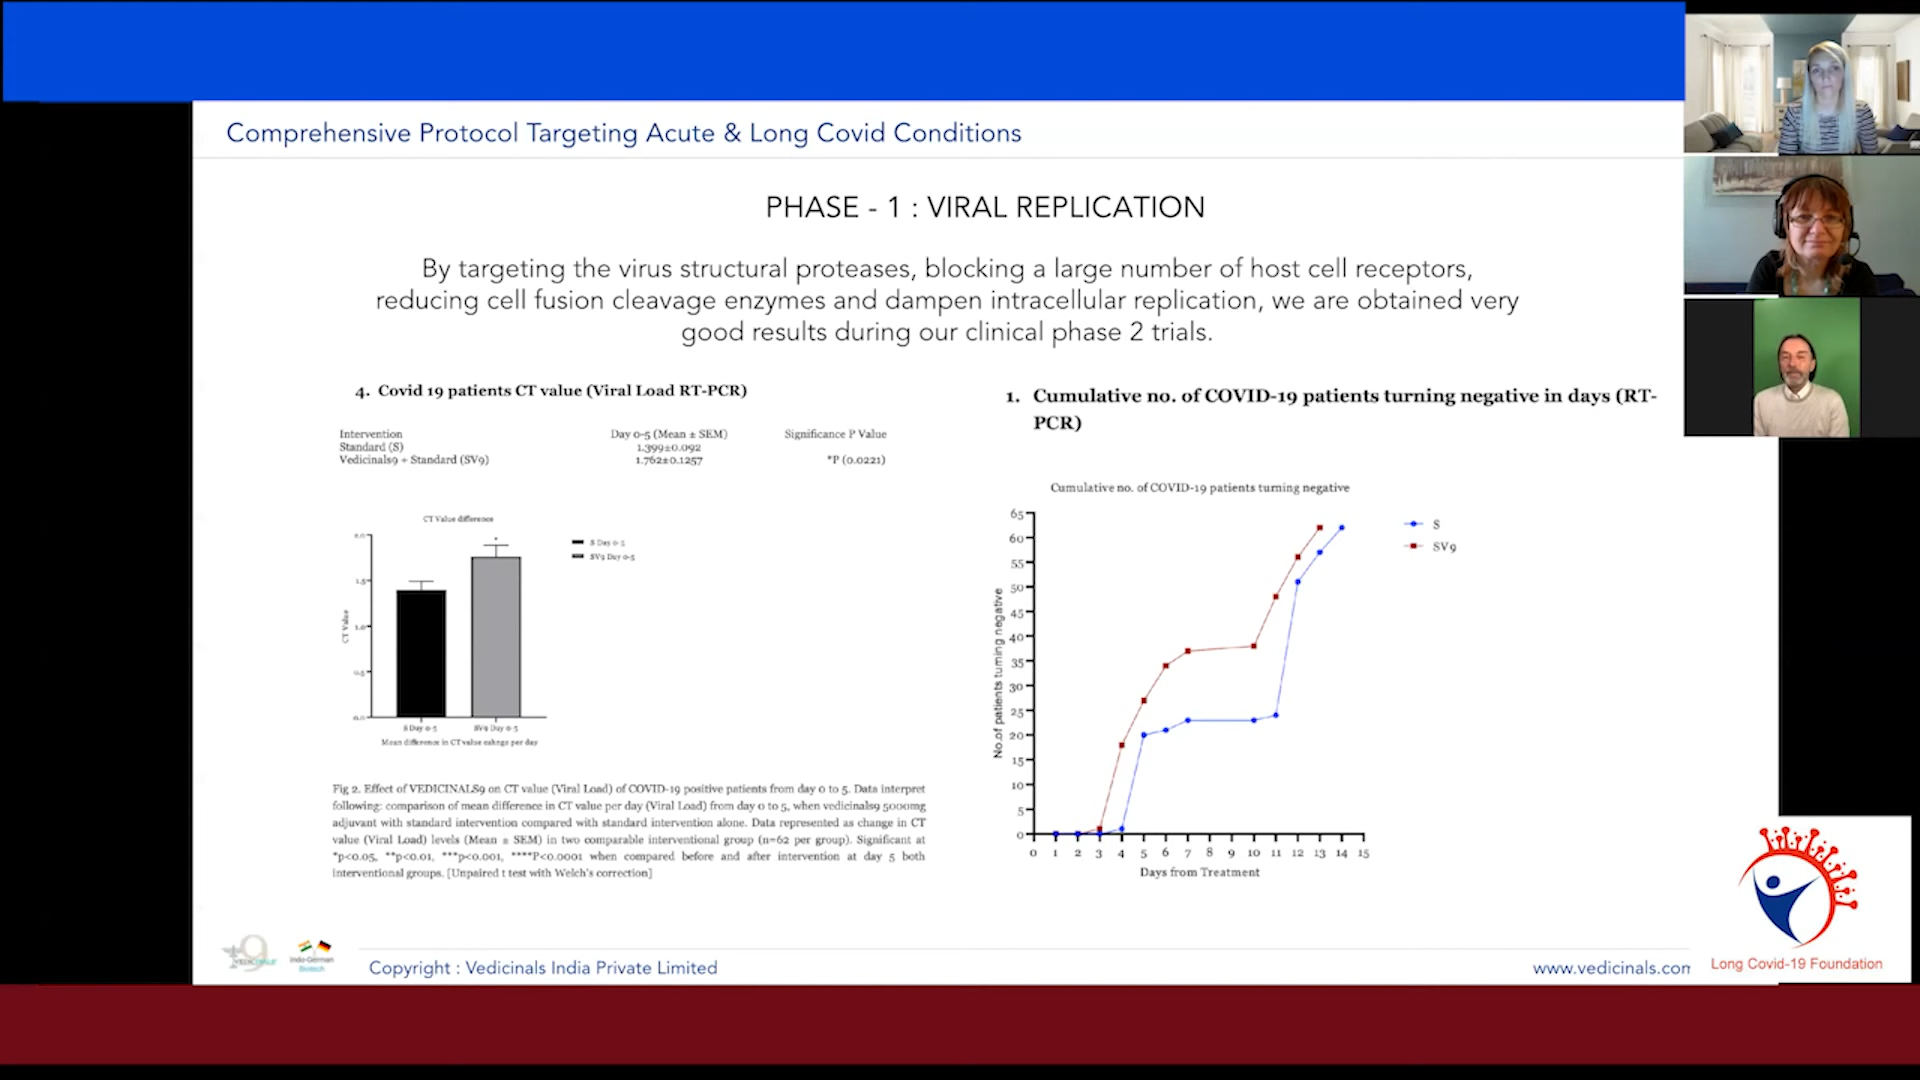 Comprehensive Protocol Targeting Acute & Long Covid Conditions
PHASE - 1 : VIRAL REPLICATION
By targeting the virus structural proteases, blocking a large number of host cell receptors,
reducing cell fusion cleavage enzymes and dampen intracellular replication, we are obtained very
good results during our clinical phase 2 trials.
4. Covid 19 patients CT value (Viral Load RT-PCR)
Intervention Day 0-5 (Mean ± SEM) Significance P Value
Standard (S) 1.399±0.092
Vedicinals9 + Standard (SV9) 1.762±0.1257 *P (0.0221)
CT Value difference
2.0
1.5
1.0
0.5
0.0
CT Value
*
S Day 0-5
SV9 Day 0-5
S Day 0-5 SV9 Day 0-5
Mean difference in CT value cahnge per day
Fig 2. Effect of VEDICINALS9 on CT value (Viral Load) of COVID-19 positive patients from day 0 to 5. Data interpret
following: comparison of mean difference in CT value per day (Viral Load) from day 0 to 5, when vedicinals9 5000mg
adjuvant with standard intervention compared with standard intervention alone. Data represented as change in CT
value (Viral Load) levels (Mean ± SEM) in two comparable interventional group (n=62 per group). Significant at
*p<0.05, **p<0.01, ***p<0.001, ****P<0.0001 when compared before and after intervention at day 5 both
interventional groups. [Unpaired t test with Welch's correction]
1. Cumulative no. of COVID-19 patients turning negative in days (RT-
PCR)
Cumulative no. of COVID-19 patients turning negative
65
60
55
50
45
40
35
30
25
20
15
10
5
0
No.of patients turning negative
S
SV9
0 1 2 3 4 5 6 7 8 9 10 11 12 13 14 15
Days from Treatment
9
VEDICINALS
Indo-German
Biotech
Copyright : Vedicinals India Private Limited
www.vedicinals.com
Long Covid-19 Foundation